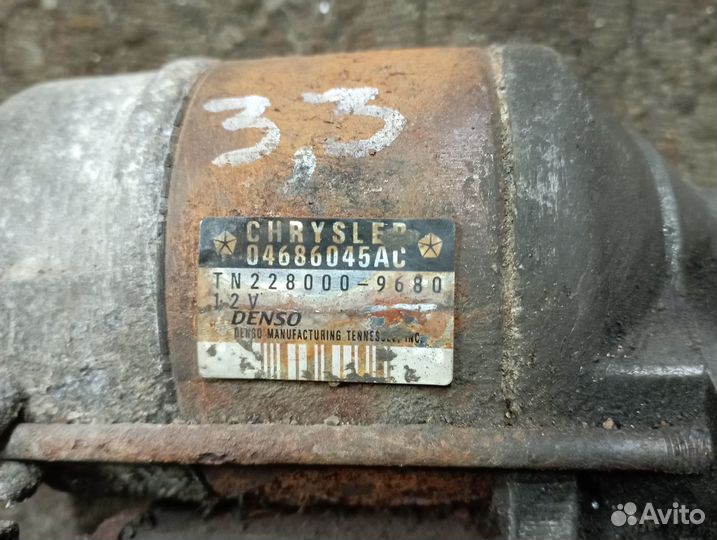 3,3
CHRYSLER
04686045AC
TN228000-9680
12V
DENSO
DENSO MANUFACTURING TENNESSEE, INC.
Avito